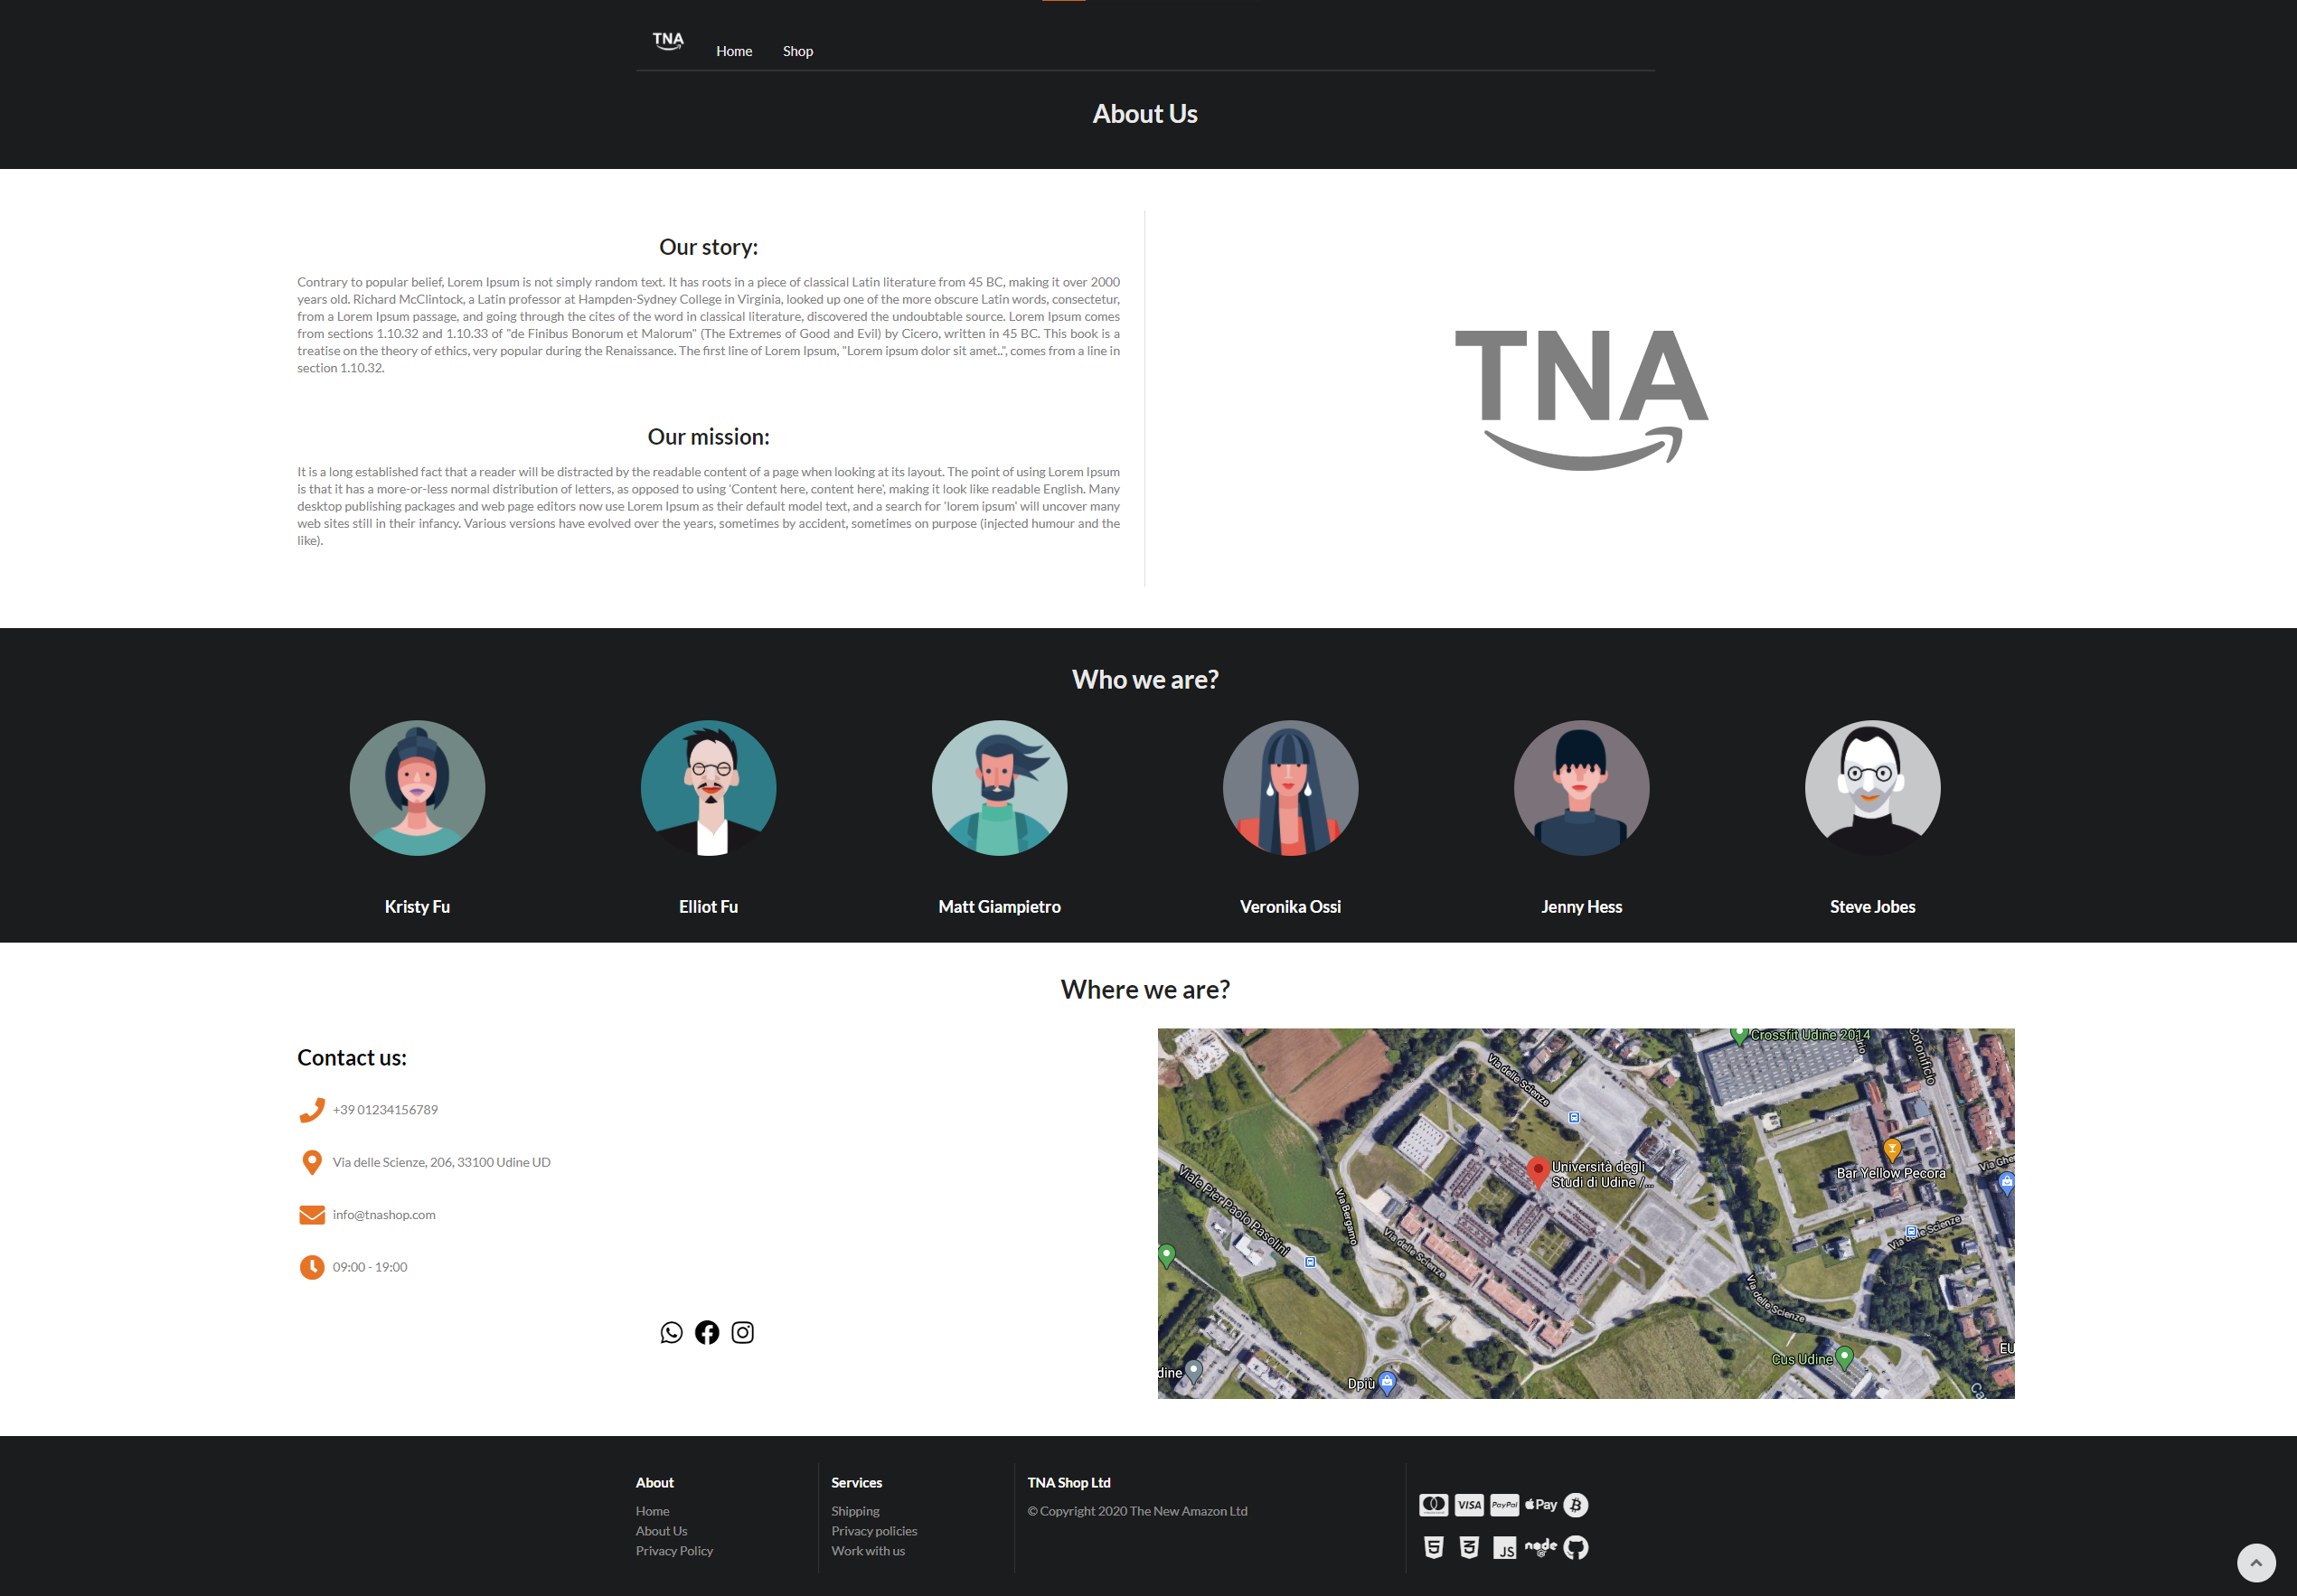 TNA
Home Shop
About Us
Our story:
Contrary to popular belief, Lorem Ipsum is not simply random text. It has roots in a piece of classical Latin literature from 45 BC, making it over 2000
years old. Richard McClintock, a Latin professor at Hampden-Sydney College in Virginia, looked up one of the more obscure Latin words, consectetur,
from a Lorem Ipsum passage, and going through the cites of the word in classical literature, discovered the undoubtable source. Lorem Ipsum comes
from sections 1.10.32 and 1.10.33 of "de Finibus Bonorum et Malorum" (The Extremes of Good and Evil) by Cicero, written in 45 BC. This book is a
treatise on the theory of ethics, very popular during the Renaissance. The first line of Lorem Ipsum, "Lorem ipsum dolor sit amet..", comes from a line in
section 1.10.32.
Our mission:
It is a long established fact that a reader will be distracted by the readable content of a page when looking at its layout. The point of using Lorem Ipsum
is that it has a more-or-less normal distribution of letters, as opposed to using 'Content here, content here', making it look like readable English. Many
desktop publishing packages and web page editors now use Lorem Ipsum as their default model text, and a search for 'lorem ipsum' will uncover many
web sites still in their infancy. Various versions have evolved over the years, sometimes by accident, sometimes on purpose (injected humour and the
like).
TNA
Who we are?
Kristy Fu
Elliot Fu
Matt Giampietro
Veronika Ossi
Jenny Hess
Steve Jobes
Where we are?
Contact us:
+39 01234156789
Via delle Scienze, 206, 33100 Udine UD
info@tnashop.com
09:00 - 19:00
Crossfit Udine 2014
Cotonificio
Via delle Scienze
Università degli
Studi di Udine /...
Bar Yellow Pecora
Via Ghe
Viale Pier Paolo Pasolini
Via Bergamo
Via delle Scienze
Via delle Scienze
Via delle Scienze
Cus Udine
EU
dine
Dpiù
About
Home
About Us
Privacy Policy
Services
Shipping
Privacy policies
Work with us
TNA Shop Ltd
© Copyright 2020 The New Amazon Ltd
VISA PayPal Pay
5 3 JS node